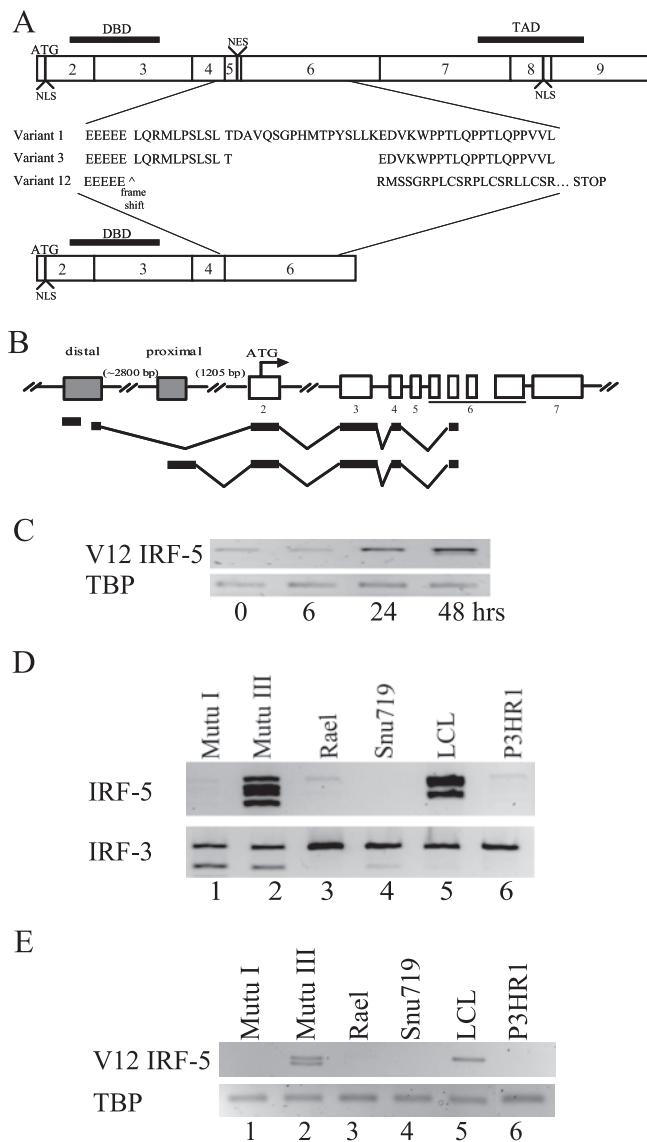 A
DBD
NES
TAD
ATG
2 3 4 5 6 7 8 9
NLS
NLS
Variant 1 EEEEE LQRMLPSLSL TDAVQSGPHMTPYSLLKEDVKWPPTLQPPTLQPPVVL
Variant 3 EEEEE LQRMLPSLSL T EDVKWPPTLQPPTLQPPVVL
Variant 12 EEEEE ^ RMSSGRPLCSRPLCSRLLCSR... STOP
frame
shift
DBD
ATG
2 3 4 6
NLS
B
distal proximal ATG
(~2800 bp) (1205 bp)
2 3 4 5 6 7
C
V12 IRF-5
TBP
0 6 24 48 hrs
D
Mutu I Mutu III Rael Snu719 LCL P3HR1
IRF-5
IRF-3
1 2 3 4 5 6
E
Mutu I Mutu III Rael Snu719 LCL P3HR1
V12 IRF-5
TBP
1 2 3 4 5 6